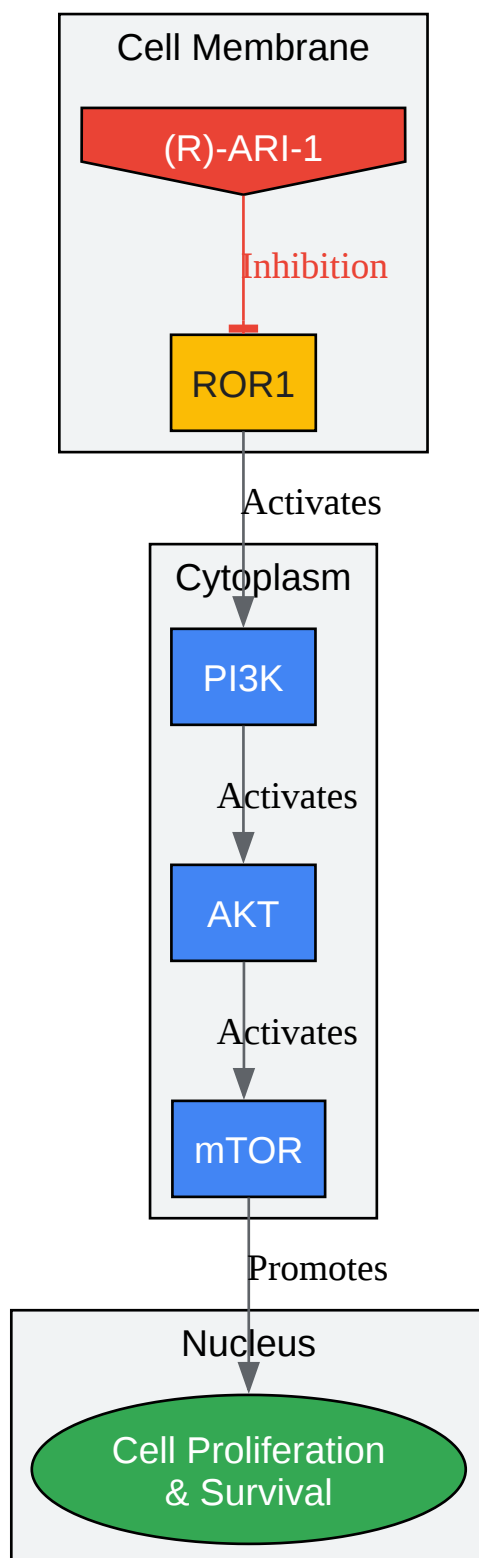 Cell Membrane
(R)-ARI-1
Inhibition
ROR1
Activates
Cytoplasm
PI3K
Activates
AKT
Activates
mTOR
Promotes
Nucleus
Cell Proliferation
& Survival